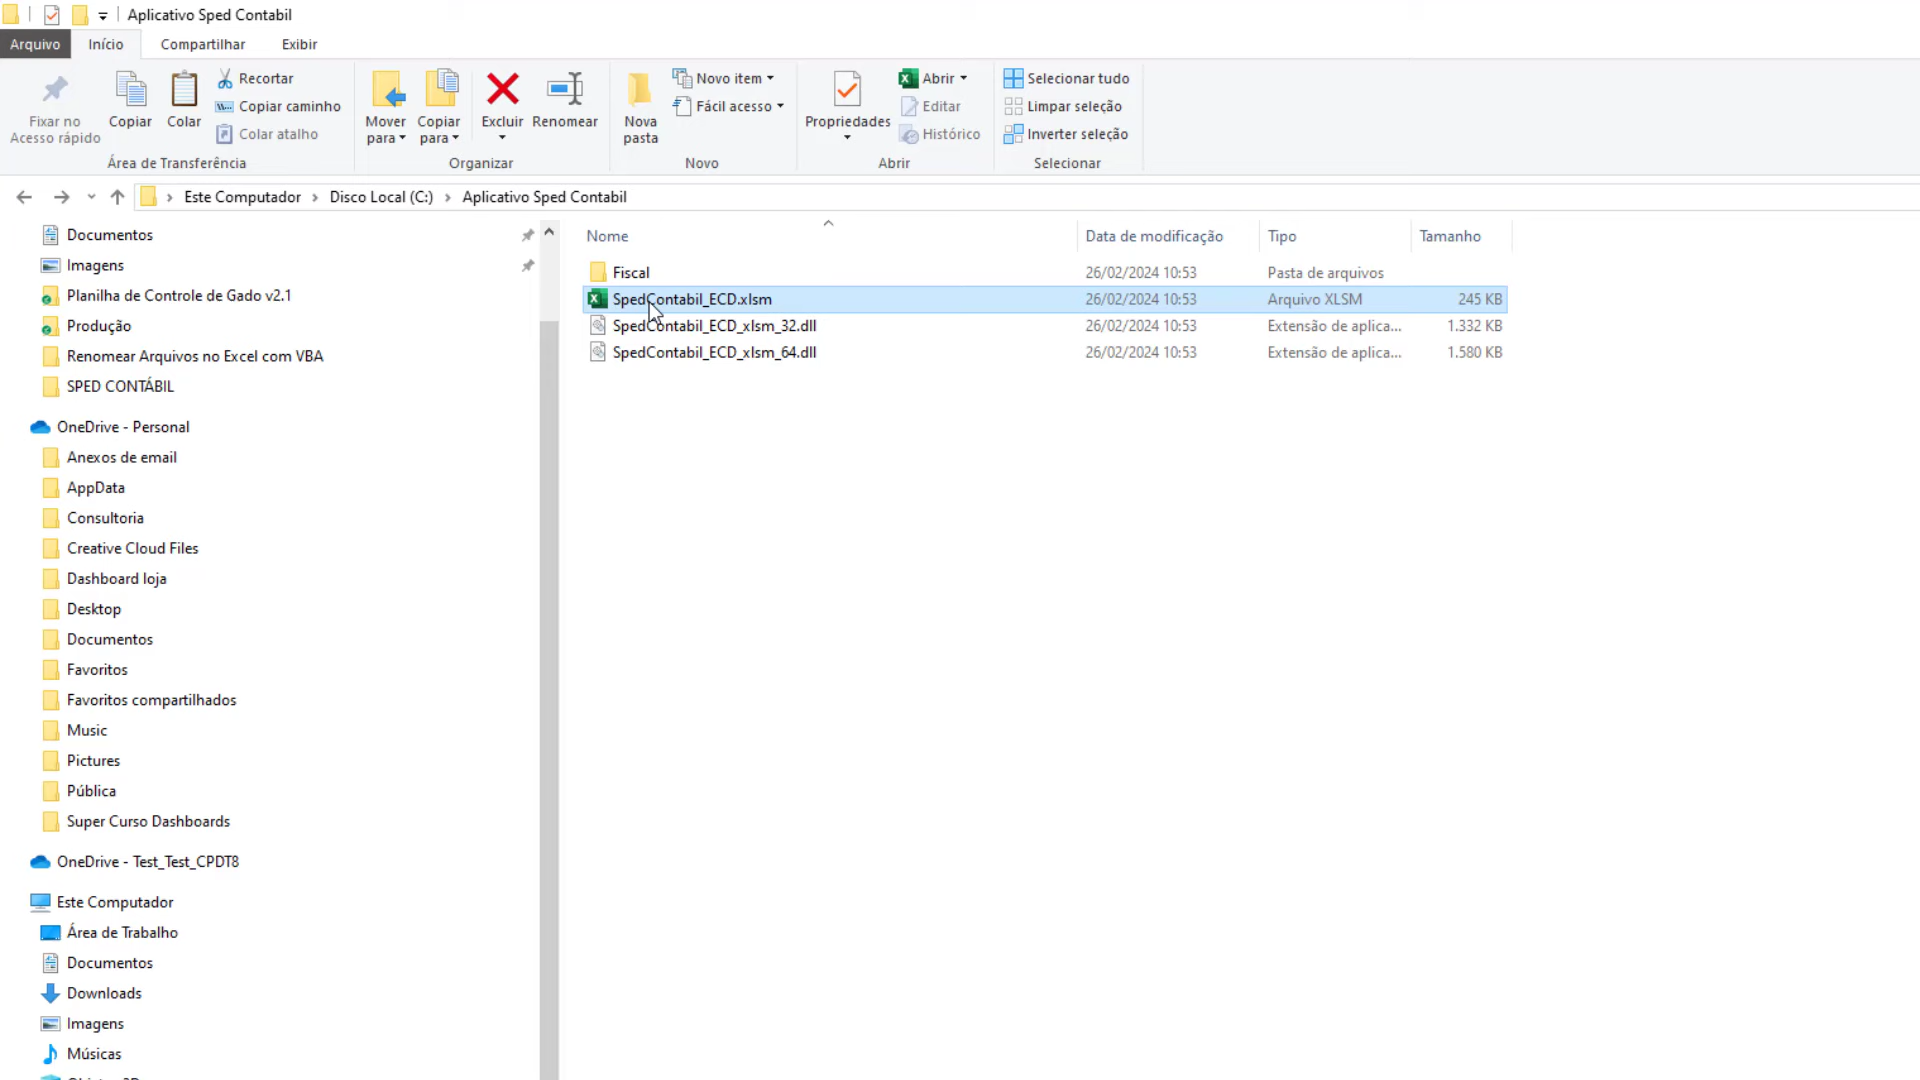 Aplicativo Sped Contabil
Arquivo Início Compartilhar Exibir
Fixar no
Acesso rápido
Copiar
Colar
Recortar
Copiar caminho
Colar atalho
Área de Transferência
Mover
para
Copiar
para
Excluir
Renomear
Organizar
Nova
pasta
Novo item
Fácil acesso
Novo
Propriedades
Abrir
Editar
Histórico
Abrir
Selecionar tudo
Limpar seleção
Inverter seleção
Selecionar
Este Computador > Disco Local (C:) > Aplicativo Sped Contabil
Documentos
Imagens
Planilha de Controle de Gado v2.1
Produção
Renomear Arquivos no Excel com VBA
SPED CONTÁBIL
OneDrive - Personal
Anexos de email
AppData
Consultoria
Creative Cloud Files
Dashboard loja
Desktop
Documentos
Favoritos
Favoritos compartilhados
Music
Pictures
Pública
Super Curso Dashboards
OneDrive - Test_Test_CPDT8
Este Computador
Área de Trabalho
Documentos
Downloads
Imagens
Músicas
Nome Data de modificação Tipo Tamanho
Fiscal 26/02/2024 10:53 Pasta de arquivos
SpedContabil_ECD.xlsm 26/02/2024 10:53 Arquivo XLSM 245 KB
SpedContabil_ECD_xlsm_32.dll 26/02/2024 10:53 Extensão de aplica... 1.332 KB
SpedContabil_ECD_xlsm_64.dll 26/02/2024 10:53 Extensão de aplica... 1.580 KB